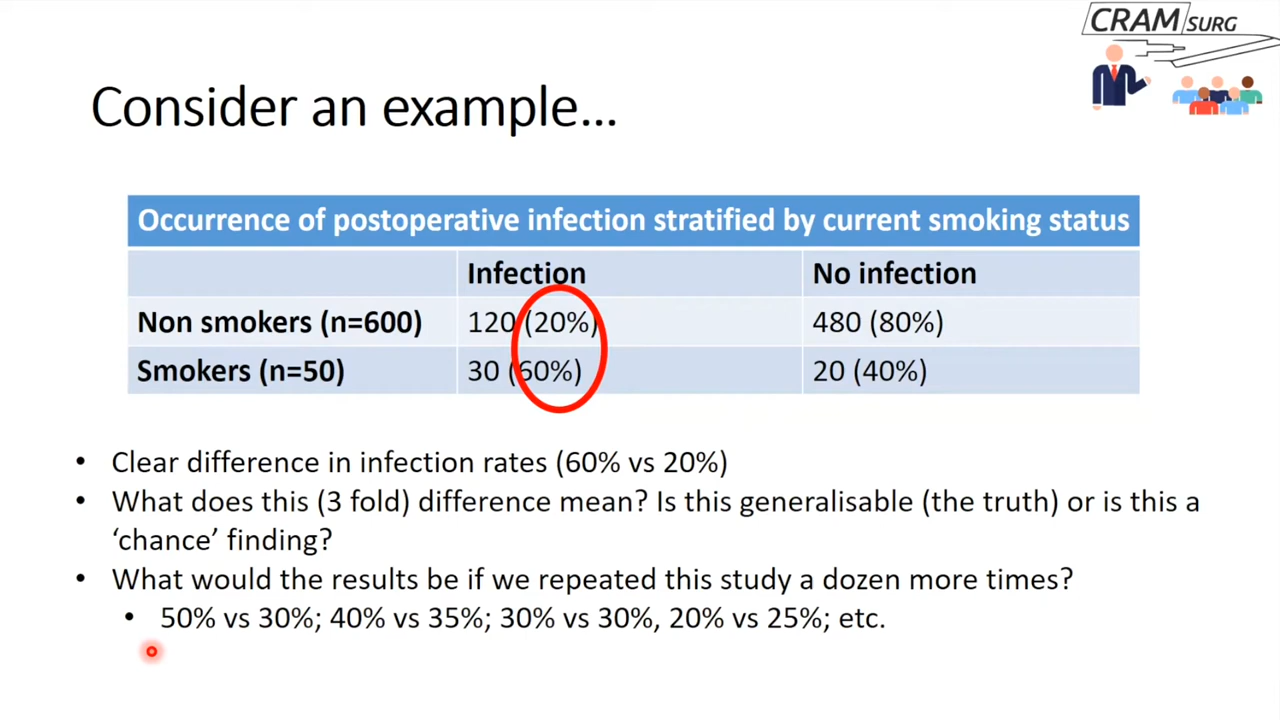 CRAM SURG
Consider an example...
Occurrence of postoperative infection stratified by current smoking status
Infection No infection
Non smokers (n=600) 120 (20%) 480 (80%)
Smokers (n=50) 30 (60%) 20 (40%)
• Clear difference in infection rates (60% vs 20%)
• What does this (3 fold) difference mean? Is this generalisable (the truth) or is this a
‘chance’ finding?
• What would the results be if we repeated this study a dozen more times?
• 50% vs 30%; 40% vs 35%; 30% vs 30%, 20% vs 25%; etc.